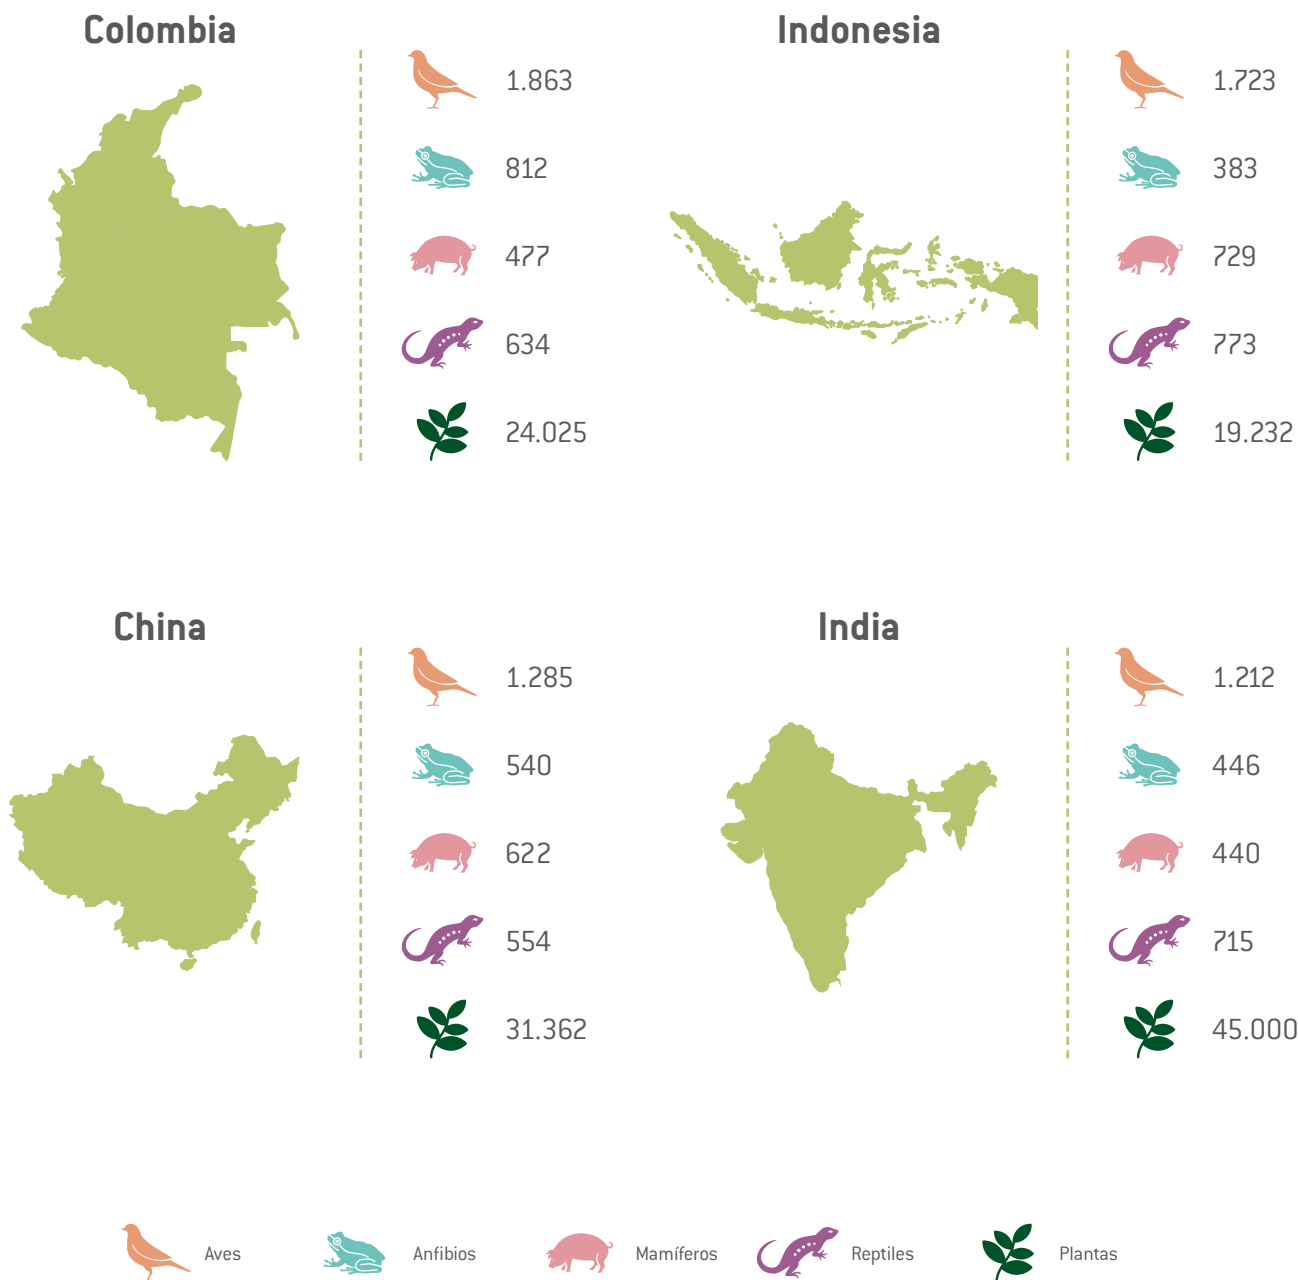 Colombia
1.863
812
477
634
24.025
Indonesia
1.723
383
729
773
19.232
China
1.285
540
622
554
31.362
India
1.212
446
440
715
45.000
Aves
Anfibios
Mamíferos
Reptiles
Plantas